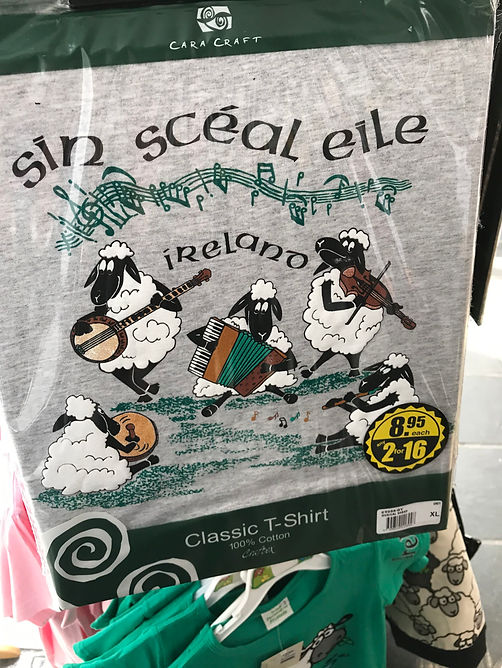 CARA CRAFT
Sin Scéal eile
ireland
8.95
each
2 for 16
Classic T-Shirt
100% Cotton
XL